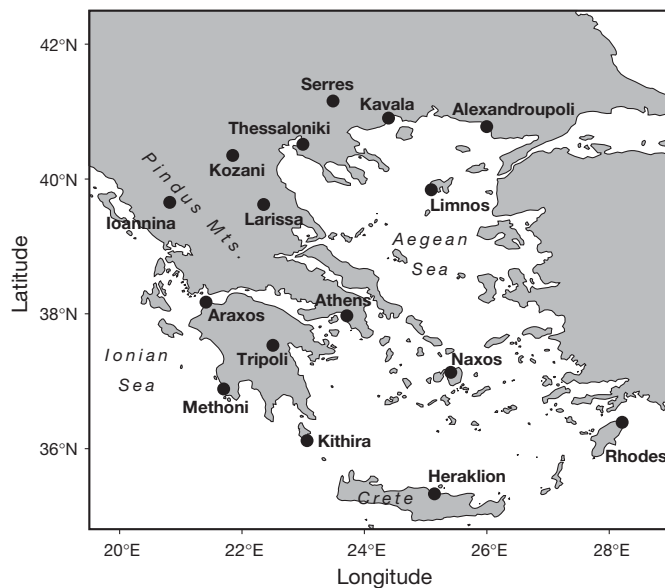 42°N
Serres
Kavala
Alexandroupoli
Thessaloniki
Kozani
40°N
Pindus Mts.
Ioannina
Larissa
Limnos
Aegean
Sea
Latitude
38°N
Araxos
Athens
Ionian
Sea
Tripoli
Naxos
Methoni
36°N
Kithira
Rhodes
Heraklion
Crete
20°E 22°E 24°E 26°E 28°E
Longitude